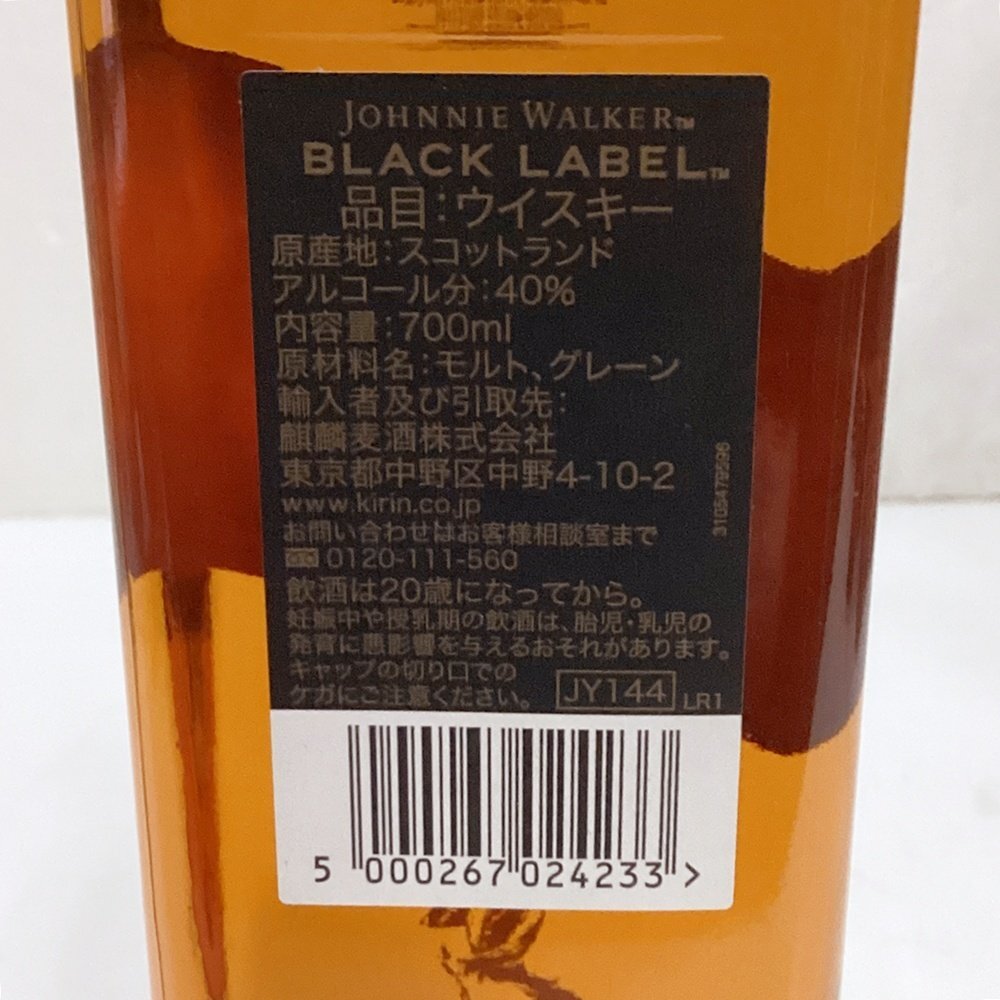 JOHNNIE WALKER™
BLACK LABEL™
品目:ウイスキー
原産地:スコットランド
アルコール分:40%
内容量:700ml
原材料名:モルト、グレーン
輸入者及び引取先:
麒麟麦酒株式会社
東京都中野区中野4-10-2
www.kirin.co.jp
お問い合わせはお客様相談室まで
0120-111-560
飲酒は20歳になってから。
妊娠中や授乳期の飲酒は、胎児・乳児の
発育に悪影響を与えるおそれがあります。
キャップの切り口での
ケガにご注意ください。
JY144 LR1
5 000267 024233 >